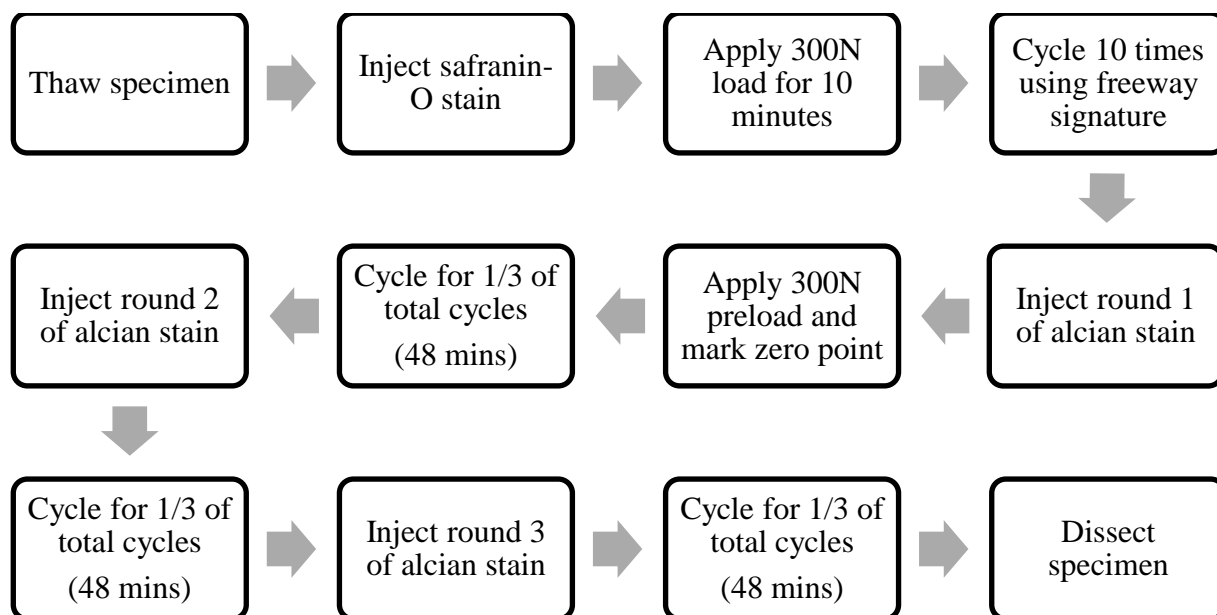 Thaw specimen
Inject safranin-
O stain
Apply 300N
load for 10
minutes
Cycle 10 times
using freeway
signature
Inject round 1
of alcian stain
Apply 300N
preload and
mark zero point
Cycle for 1/3 of
total cycles
(48 mins)
Inject round 2
of alcian stain
Cycle for 1/3 of
total cycles
(48 mins)
Inject round 3
of alcian stain
Cycle for 1/3 of
total cycles
(48 mins)
Dissect
specimen